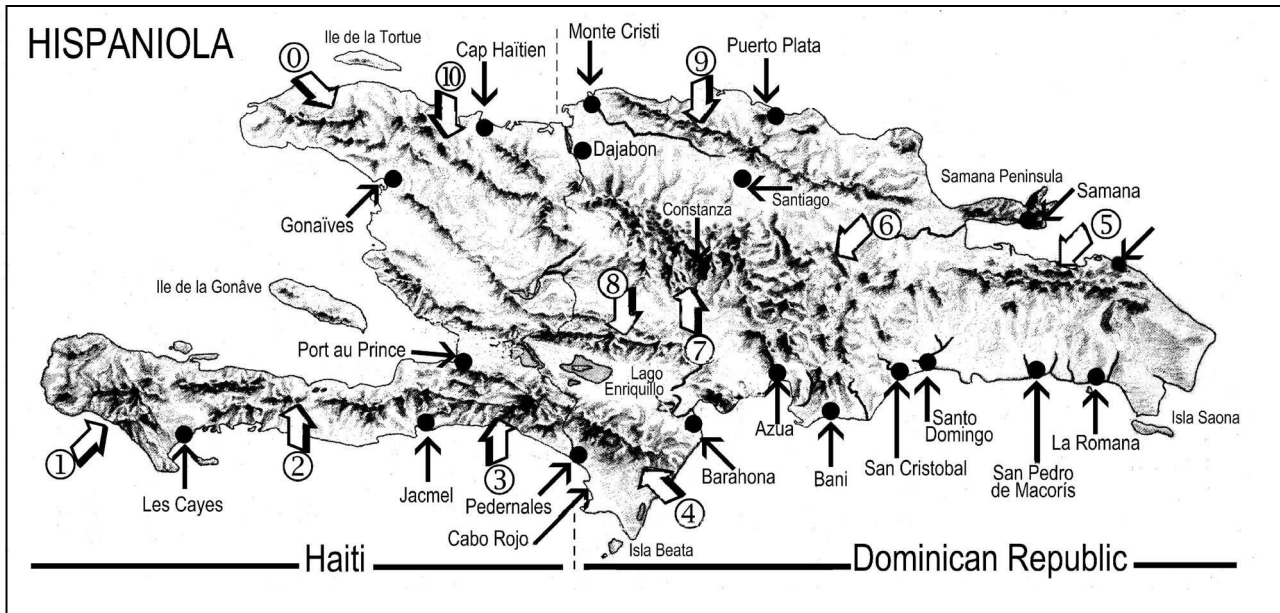 HISPANIOLA
Ile de la Tortue
Cap Haïtien
Monte Cristi
Puerto Plata
⓪
⑩
⑨
Dajabon
Samana Peninsula
Samana
Gonaïves
Constanza
Santiago
⑥
⑤
Ile de la Gonâve
⑧
Port au Prince
⑦
Lago
Enriquillo
Isla Saona
①
②
③
④
Les Cayes
Jacmel
Pedernales
Cabo Rojo
Isla Beata
Barahona
Azua
Bani
San Cristobal
Santo
Domingo
San Pedro
de Macorís
La Romana
Haiti
Dominican Republic